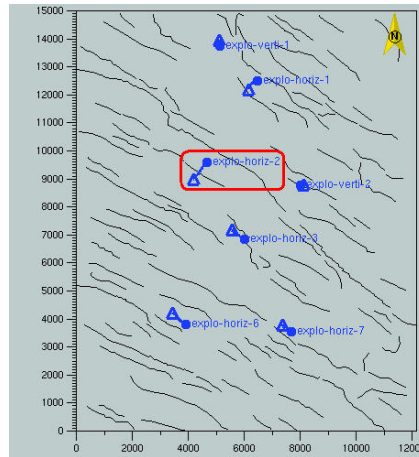 15000
14000
13000
12000
11000
10000
9000
8000
7000
6000
5000
4000
3000
2000
1000
0
N
explo-verti-1
explo-horiz-1
explo-horiz-2
explo-verti-2
explo-horiz-3
explo-horiz-6
explo-horiz-7
0 2000 4000 6000 8000 10000 1200